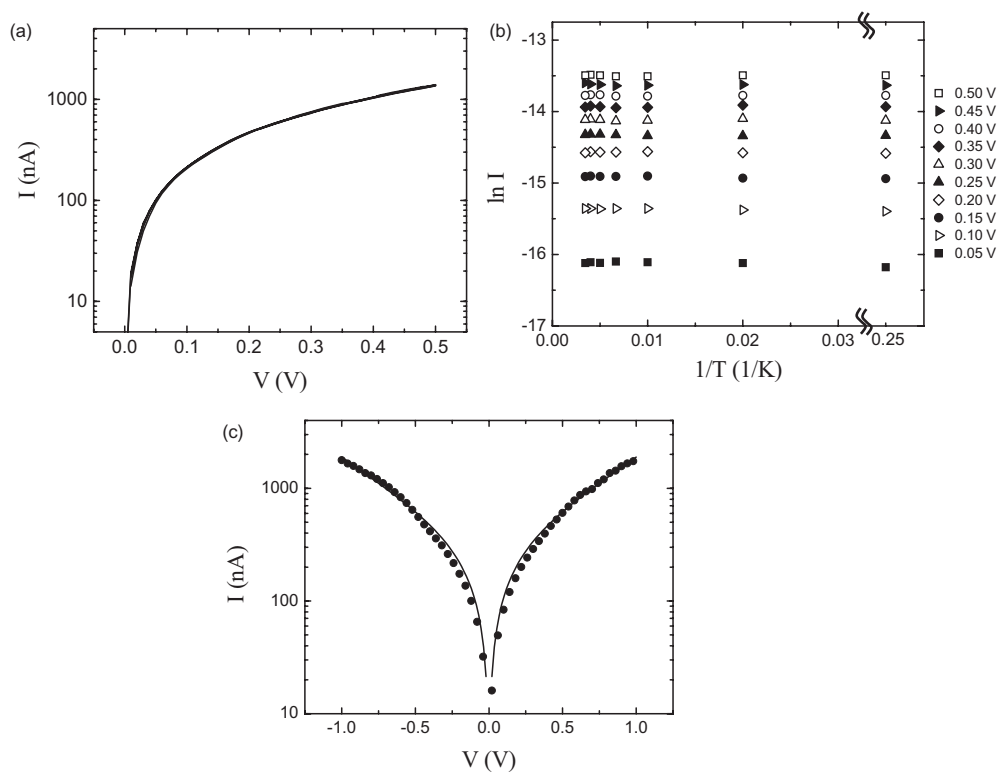 (a)
1000
100
10
I (nA)
0.0 0.1 0.2 0.3 0.4 0.5
V (V)
(b)
-13
-14
-15
-16
-17
ln I
0.00 0.01 0.02 0.03 0.25
1/T (1/K)
0.50 V
0.45 V
0.40 V
0.35 V
0.30 V
0.25 V
0.20 V
0.15 V
0.10 V
0.05 V
(c)
1000
100
10
I (nA)
-1.0 -0.5 0.0 0.5 1.0
V (V)